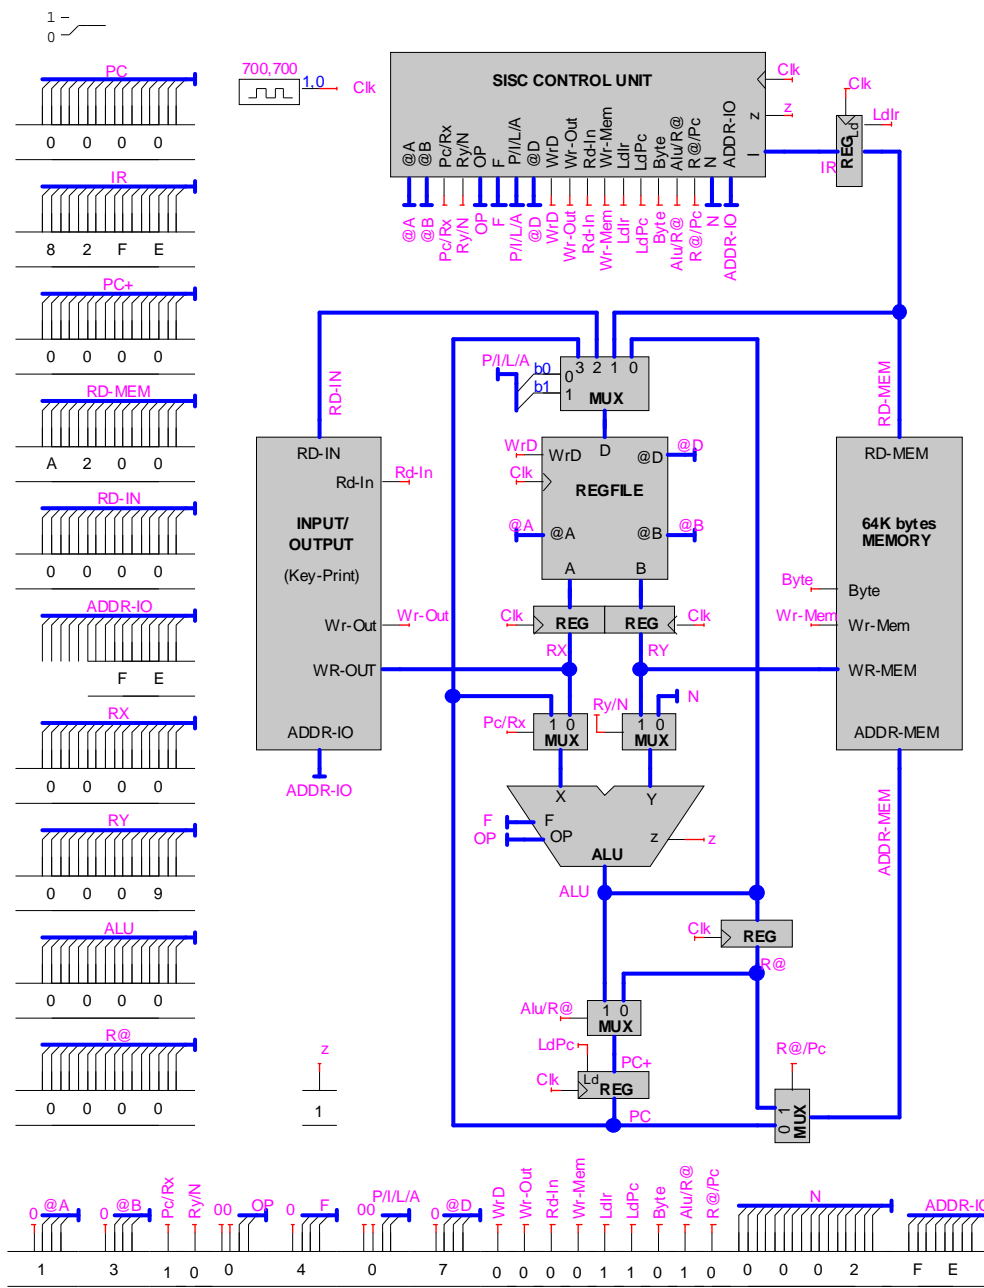 1
0
PC
0 0 0 0
IR
8 2 F E
PC+
0 0 0 0
RD-MEM
A 2 0 0
RD-IN
0 0 0 0
ADDR-IO
F E
RX
0 0 0 0
RY
0 0 0 9
ALU
0 0 0 0
R@
0 0 0 0
z
1
700,700
1,0
Clk
SISC CONTROL UNIT
Clk
z
z
I
@A @B Pc/Rx Ry/N OP F P/I/L/A @D WrD Wr-Out Rd-In Wr-Mem LdIr LdPc Byte Alu/R@ R@/Pc N ADDR-IO
@A @B Pc/Rx Ry/N OP F P/I/L/A @D WrD Wr-Out Rd-In Wr-Mem LdIr LdPc Byte Alu/R@ R@/Pc N ADDR-IO
Clk
LdIr
Ld
REG
IR
P/I/L/A
b0
b1
0
1
3 2 1 0
MUX
RD-IN
RD-MEM
RD-IN
Rd-In
Rd-In
INPUT/
OUTPUT
(Key-Print)
Wr-Out
Wr-Out
WR-OUT
ADDR-IO
ADDR-IO
WrD
WrD
D
@D
@D
Clk
REGFILE
@A
@A
@B
@B
A
B
RD-MEM
64K bytes
MEMORY
Byte
Byte
Wr-Mem
Wr-Mem
WR-MEM
ADDR-MEM
ADDR-MEM
Clk
REG
REG
Clk
RX
RY
Pc/Rx
1 0
MUX
Ry/N
N
1 0
MUX
X
Y
F
F
OP
OP
z
z
ALU
ALU
Clk
REG
R@
Alu/R@
1 0
MUX
LdPc
PC+
Clk
Ld
REG
PC
R@/Pc
0 1
MUX
@A @B Pc/Rx Ry/N OP F P/I/L/A @D WrD Wr-Out Rd-In Wr-Mem LdIr LdPc Byte Alu/R@ R@/Pc N ADDR-IO
0 0 00 0 00 0
1 3 1 0 0 4 0 7 0 0 0 0 1 1 0 1 0 0 0 0 2 F E